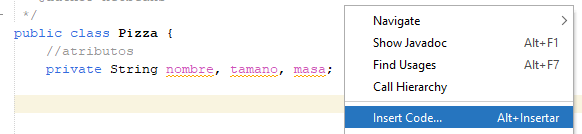 */
public class Pizza {
//atributos
private String nombre, tamano, masa;
Navigate
Show Javadoc Alt+F1
Find Usages Alt+F7
Call Hierarchy
Insert Code... Alt+Insertar